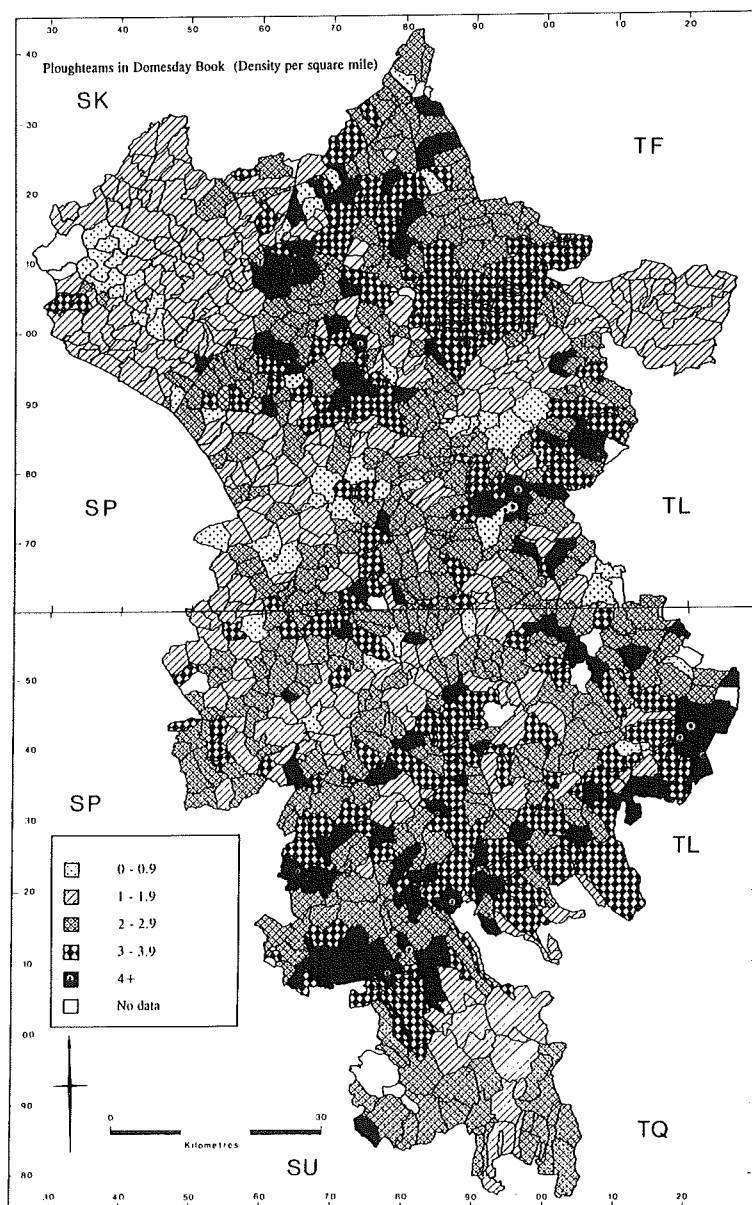 30 40 50 60 70 80 90 00 10 20
40
Ploughteams in Domesday Book (Density per square mile)
SK
30
TF
20
10
00
90
80
SP
TL
70
60
50
40
SP
30
TL
0 - 0.9
1 - 1.9
20
2 - 2.9
3 - 3.9
10
4+
No data
00
90
0 30
Kilometres
TQ
SU
80
30 40 50 60 70 80 90 00 10 20